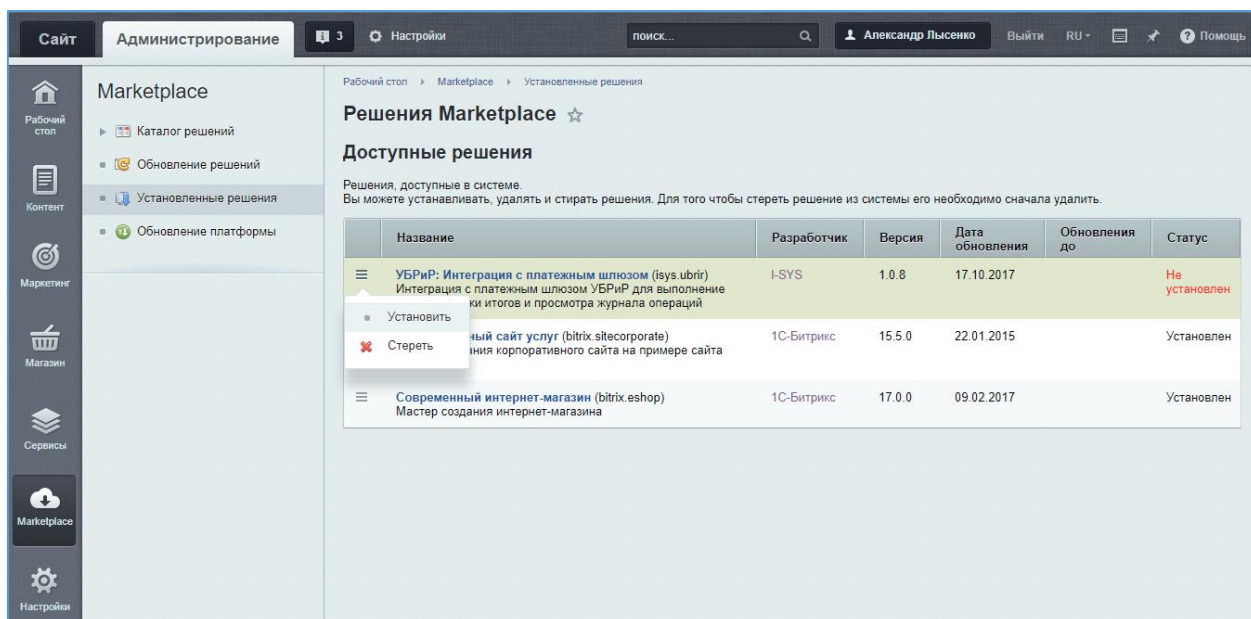 Сайт
Администрирование
3
Настройки
поиск...
Александр Лысенко
Выйти
RU
Помощь
Рабочий
стол
Контент
Маркетинг
Магазин
Сервисы
Marketplace
Настройки
Marketplace
Каталог решений
Обновление решений
Установленные решения
Обновление платформы
Рабочий стол
Marketplace
Установленные решения
Решения Marketplace
Доступные решения
Решения, доступные в системе.
Вы можете устанавливать, удалять и стирать решения. Для того чтобы стереть решение из системы его необходимо сначала удалить.
Название
Разработчик
Версия
Дата
обновления
Обновления
до
Статус
УБРиР: Интеграция с платежным шлюзом (isys.ubrir)
Интеграция с платежным шлюзом УБРиР для выполнение
ки итогов и просмотра журнала операций
I-SYS
1.0.8
17.10.2017
Не
установлен
Установить
Стереть
ный сайт услуг (bitrix.sitecorporate)
ния корпоративного сайта на примере сайта
1С-Битрикс
15.5.0
22.01.2015
Установлен
Современный интернет-магазин (bitrix.eshop)
Мастер создания интернет-магазина
1С-Битрикс
17.0.0
09.02.2017
Установлен